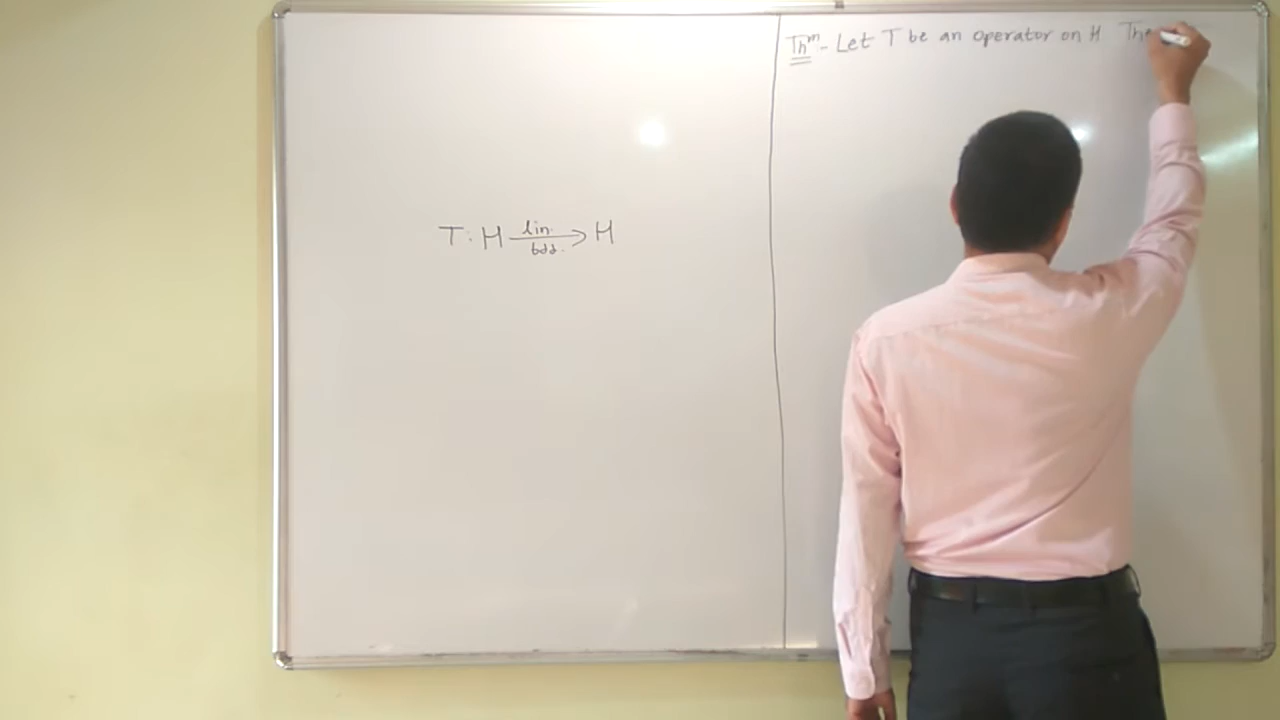 T: H lin. bdd. → H
Thm - Let T be an operator on H The